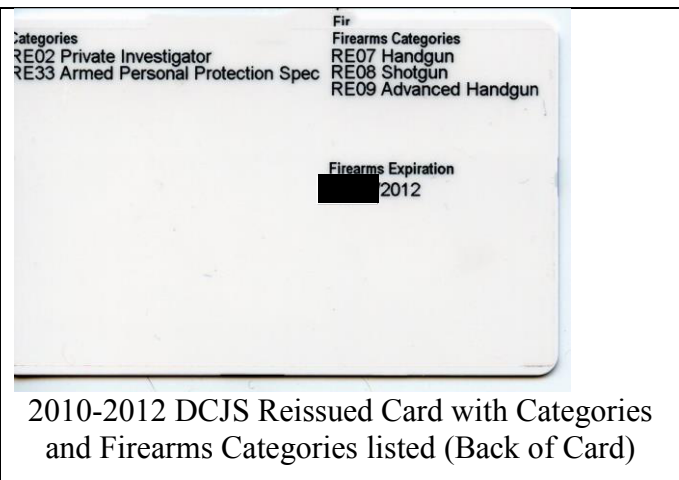 Fir
Categories
RE02 Private Investigator
RE33 Armed Personal Protection Spec
Firearms Categories
RE07 Handgun
RE08 Shotgun
RE09 Advanced Handgun
Firearms Expiration
2012
2010-2012 DCJS Reissued Card with Categories
and Firearms Categories listed (Back of Card)